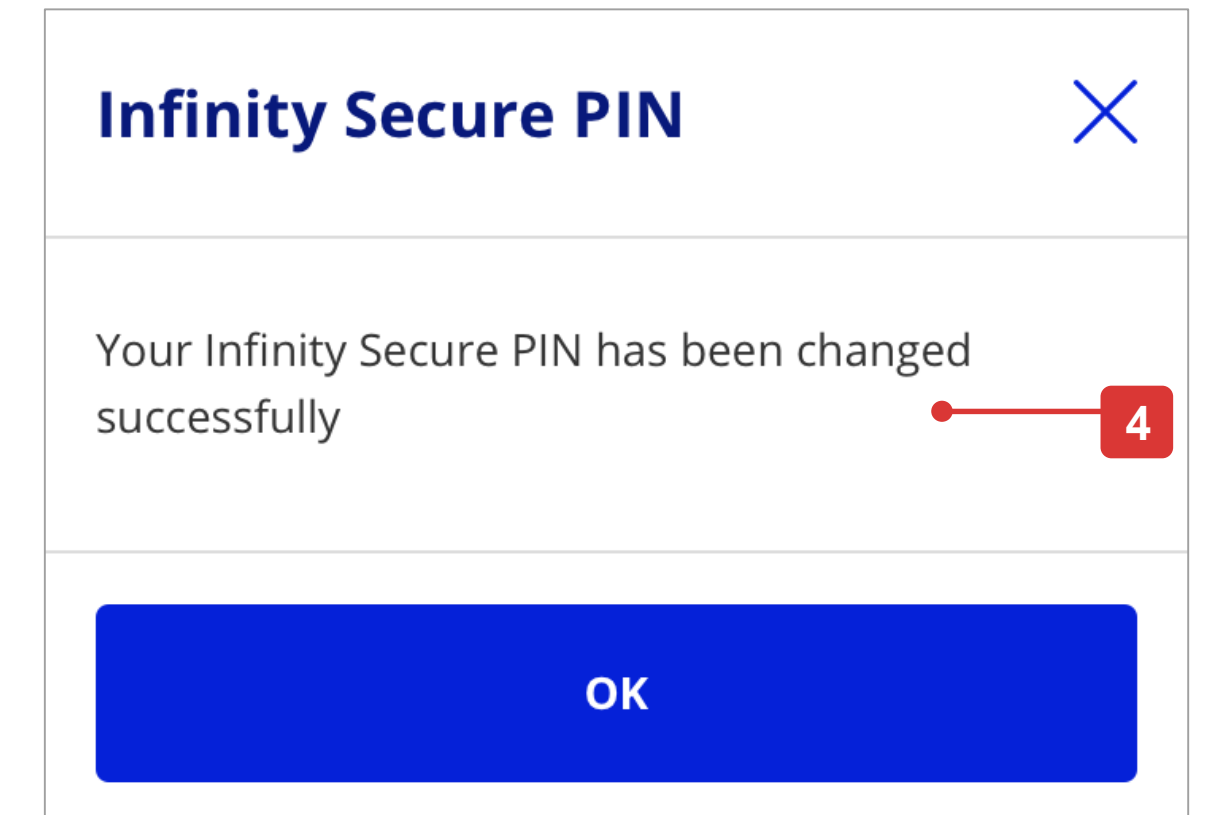 Infinity Secure PIN
Your Infinity Secure PIN has been changed
successfully
4
OK